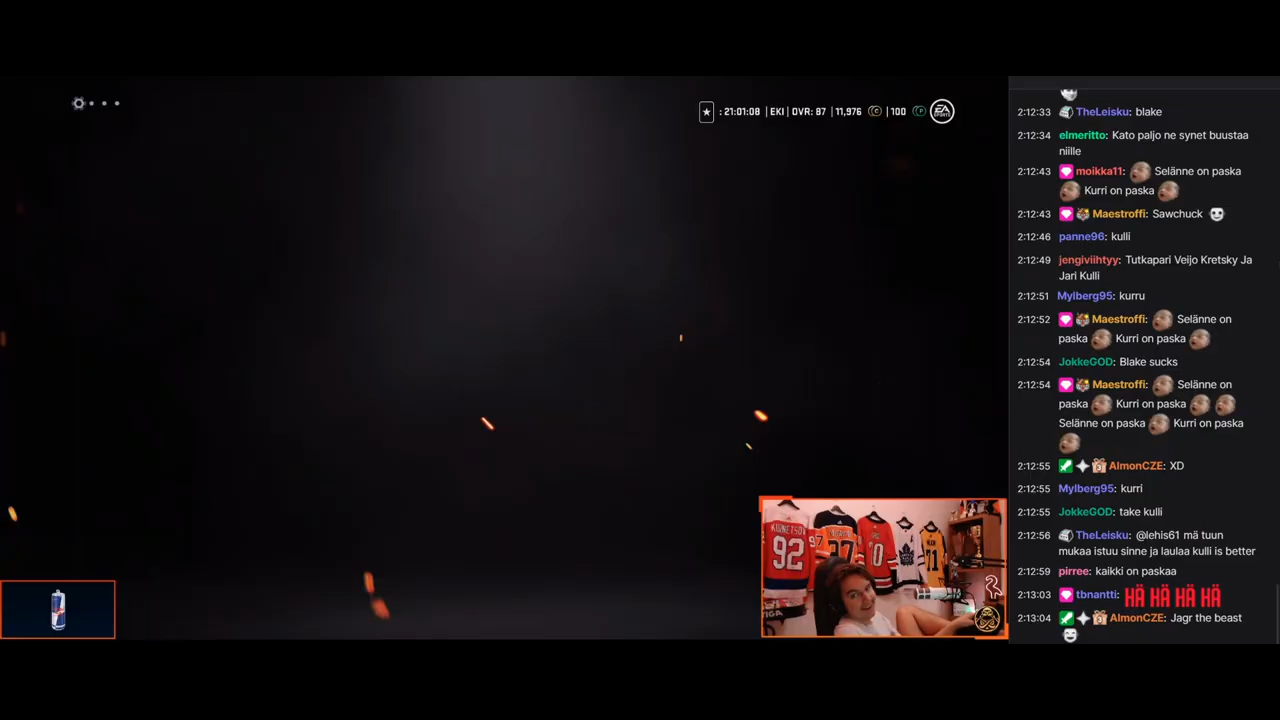 : 21:01:08 | EKI | OVR: 87 | 11,976 C | 100 P
EA
SPORTS
2:12:33 TheLeisku: blake
2:12:34 elmeritto: Kato paljo ne synet buustaa
niille
2:12:43 moikka11: Selänne on paska
Kurri on paska
2:12:43 Maestroffi: Sawchuck
2:12:46 panne96: kulli
2:12:49 jengiviihtyy: Tutkapari Veijo Kretsky Ja
Jari Kulli
2:12:51 Mylberg95: kurru
2:12:52 Maestroffi: Selänne on
paska Kurri on paska
2:12:54 JokkeGOD: Blake sucks
2:12:54 Maestroffi: Selänne on
paska Kurri on paska
Selänne on paska Kurri on paska
2:12:55 AlmonCZE: XD
2:12:55 Mylberg95: kurri
2:12:55 JokkeGOD: take kulli
2:12:56 TheLeisku: @lehis61 mä tuun
mukaa istuu sinne ja laulaa kulli is better
2:12:59 pirree: kaikki on paskaa
2:13:03 tbnantti: HÄ HÄ HÄ HÄ
2:13:04 AlmonCZE: Jagr the beast
92
97
10
71